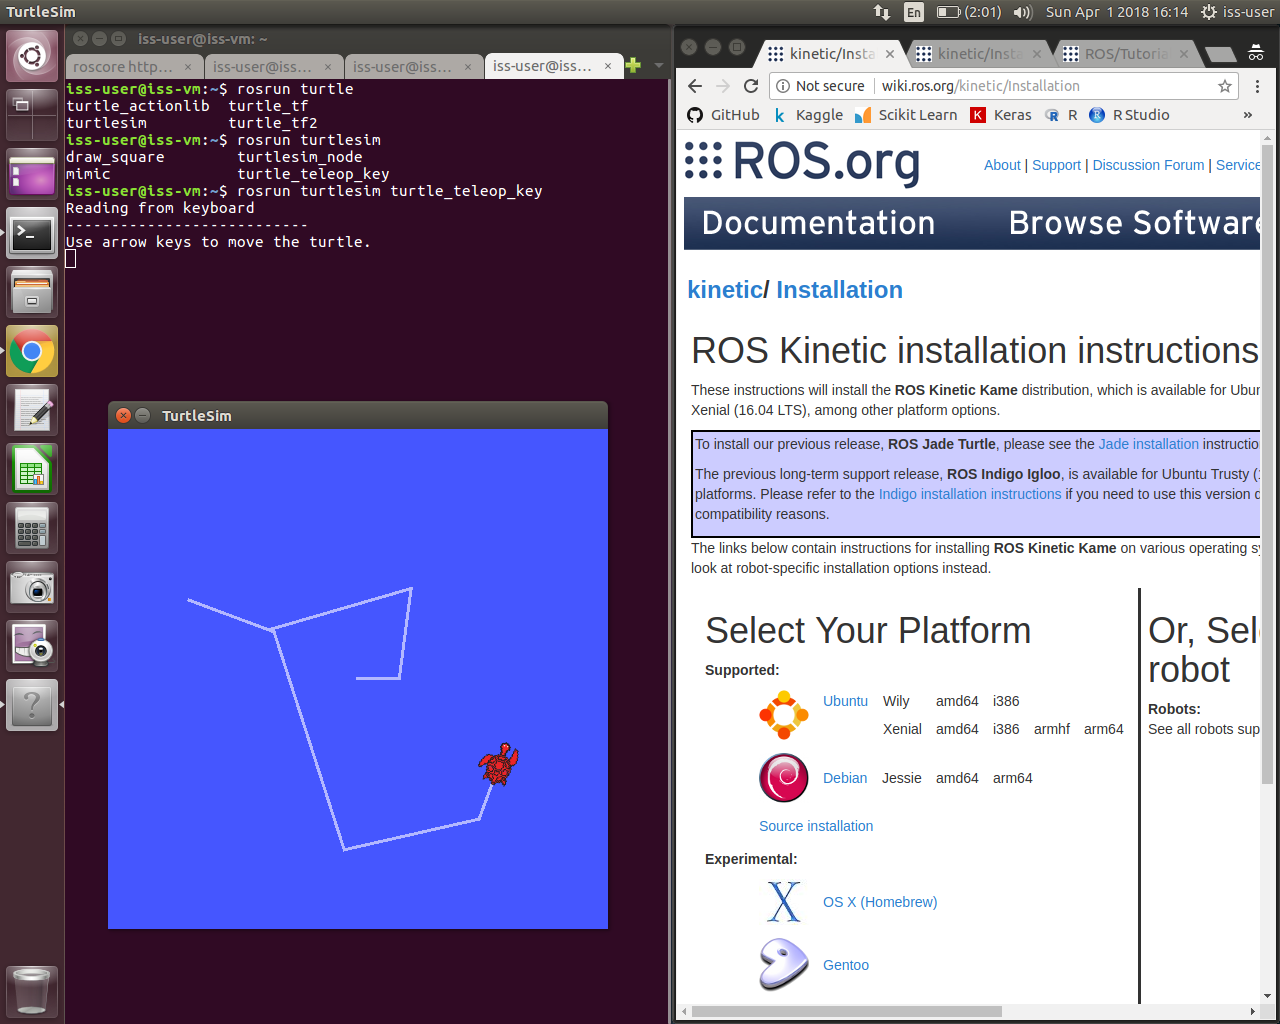 TurtleSim
En
(2:01)
Sun Apr 1 2018 16:14
iss-user
iss-user@iss-vm: ~
roscore http...
iss-user@iss...
iss-user@iss...
iss-user@iss...
iss-user@iss-vm:~$ rosrun turtle
turtle_actionlib turtle_tf
turtlesim turtle_tf2
iss-user@iss-vm:~$ rosrun turtlesim
draw_square turtlesim_node
mimic turtle_teleop_key
iss-user@iss-vm:~$ rosrun turtlesim turtle_teleop_key
Reading from keyboard
---------------------------
Use arrow keys to move the turtle.
TurtleSim
kinetic/Insta
kinetic/Insta
ROS/Tutoria
Not secure
wiki.ros.org/kinetic/Installation
GitHub
k Kaggle
Scikit Learn
K Keras
R R
R RStudio
»
ROS.org
About | Support | Discussion Forum | Service
Documentation
Browse Software
kinetic/ Installation
ROS Kinetic installation instructions
These instructions will install the ROS Kinetic Kame distribution, which is available for Ubun
Xenial (16.04 LTS), among other platform options.
To install our previous release, ROS Jade Turtle, please see the Jade installation instructio
The previous long-term support release, ROS Indigo Igloo, is available for Ubuntu Trusty (
platforms. Please refer to the Indigo installation instructions if you need to use this version
compatibility reasons.
The links below contain instructions for installing ROS Kinetic Kame on various operating sy
look at robot-specific installation options instead.
Select Your Platform
Supported:
Ubuntu Wily amd64 i386
Xenial amd64 i386 armhf arm64
Debian Jessie amd64 arm64
Source installation
Experimental:
X OS X (Homebrew)
Gentoo
Or, Sel
robot
Robots:
See all robots sup